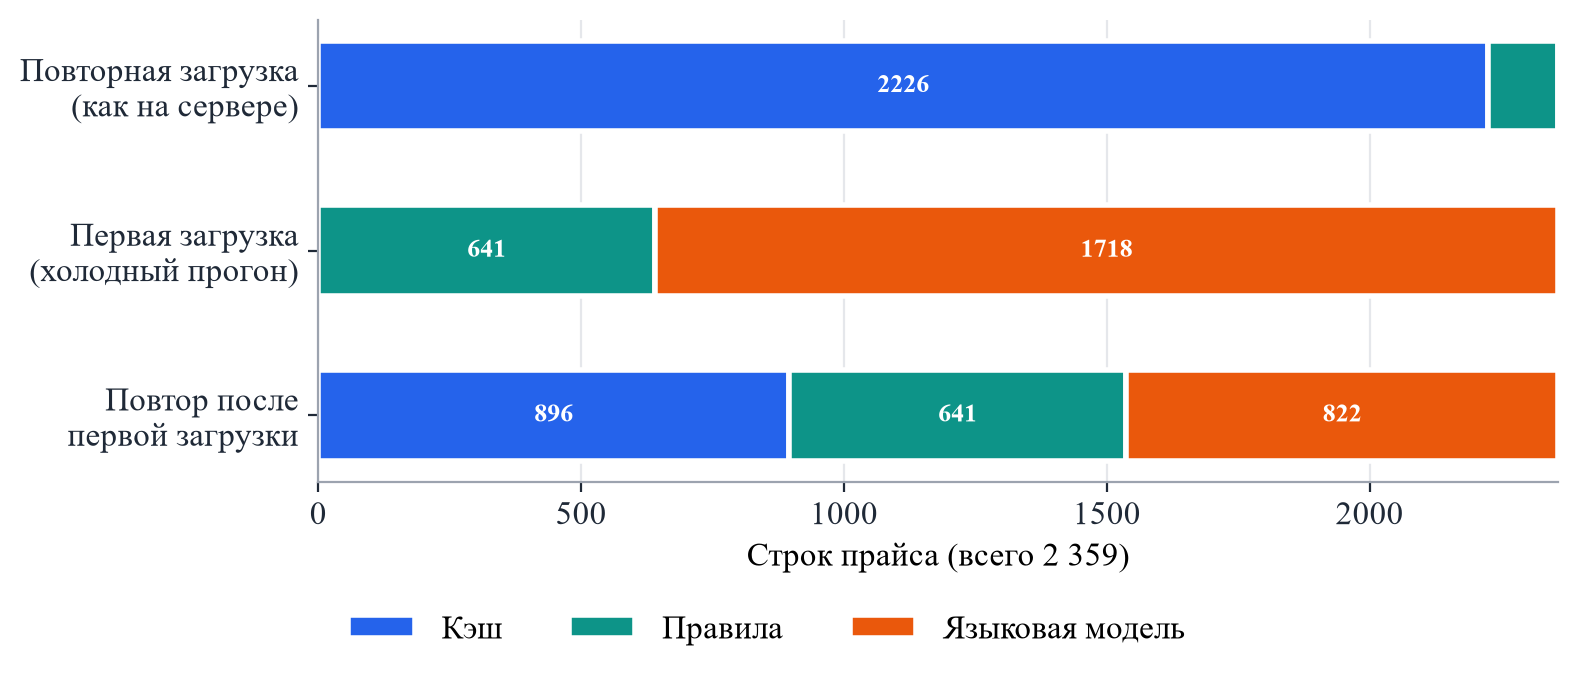 Повторная загрузка
(как на сервере)
2226
Первая загрузка
(холодный прогон)
641
1718
Повтор после
первой загрузки
896
641
822
0
500
1000
1500
2000
Строк прайса (всего 2 359)
Кэш
Правила
Языковая модель